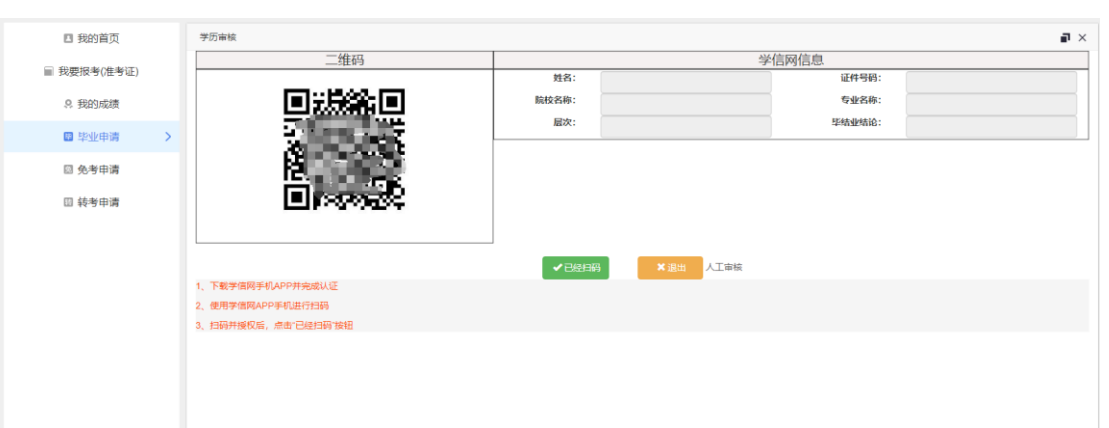 我的首页
我要报考(准考证)
我的成绩
毕业申请
免考申请
转考申请
学历审核
二维码
学信网信息
姓名：
证件号码：
院校名称：
专业名称：
层次：
毕结业结论：
已经扫码
退出
人工审核
1、下载学信网手机APP并完成认证
2、使用学信网APP手机进行扫码
3、扫码并授权后，点击“已经扫码”按钮